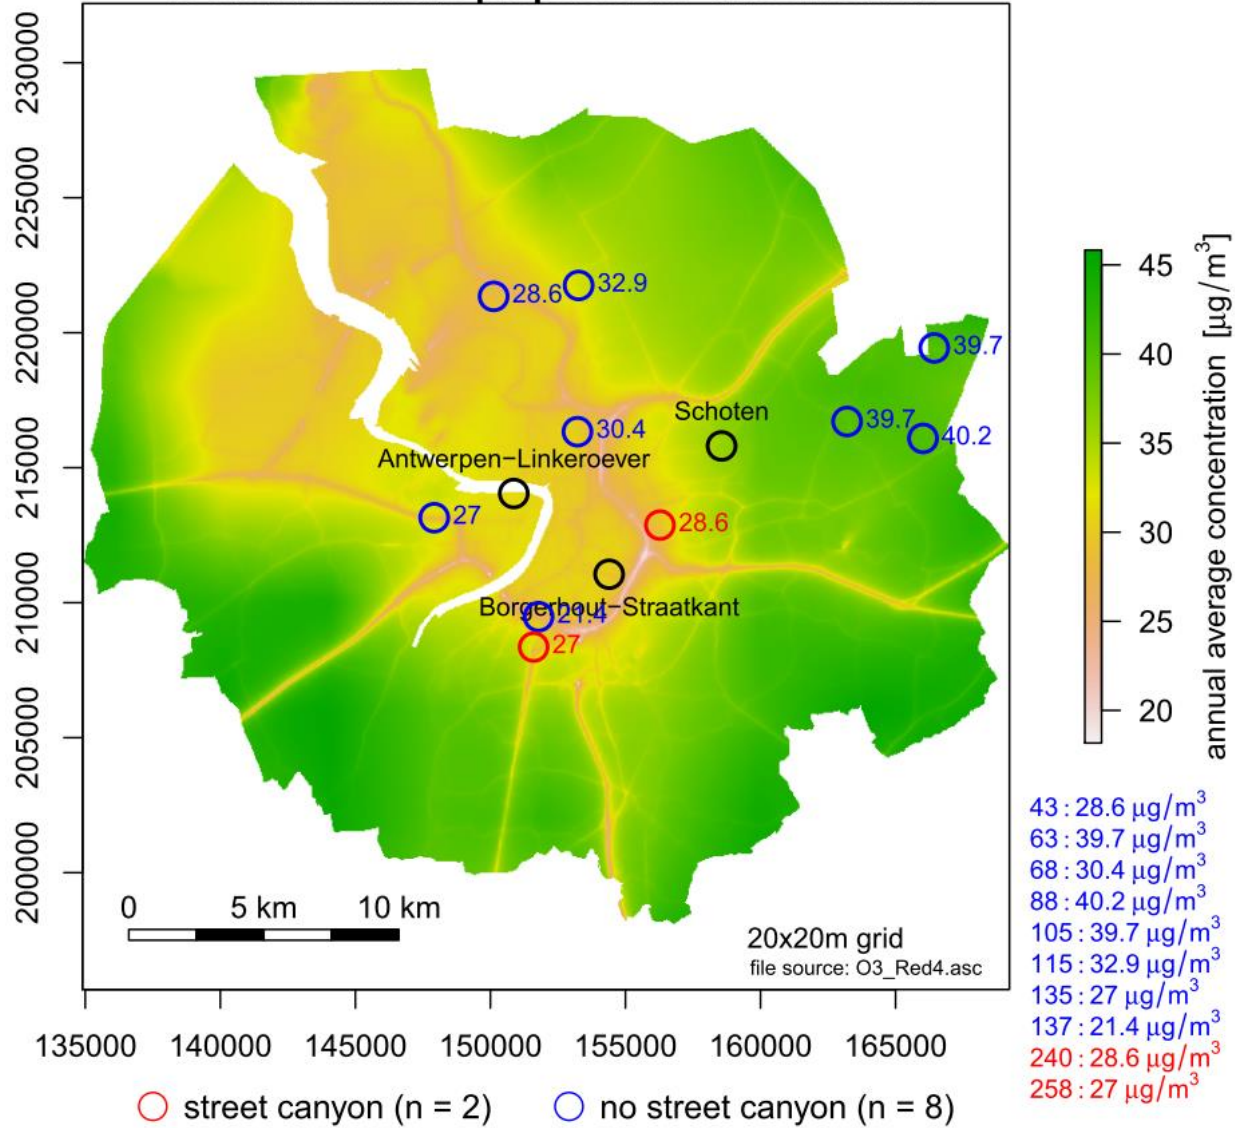 230000
225000
220000
215000
210000
205000
200000
28.6
32.9
39.7
30.4
Schoten
39.7
40.2
Antwerpen−Linkeroever
27
28.6
Borgerhout−Straatkant
21.4
27
0 5 km 10 km
20x20m grid
file source: O3_Red4.asc
135000 140000 145000 150000 155000 160000 165000
street canyon (n = 2) no street canyon (n = 8)
45
40
35
30
25
20
annual average concentration [µg/m³]
43 : 28.6 µg/m³
63 : 39.7 µg/m³
68 : 30.4 µg/m³
88 : 40.2 µg/m³
105 : 39.7 µg/m³
115 : 32.9 µg/m³
135 : 27 µg/m³
137 : 21.4 µg/m³
240 : 28.6 µg/m³
258 : 27 µg/m³